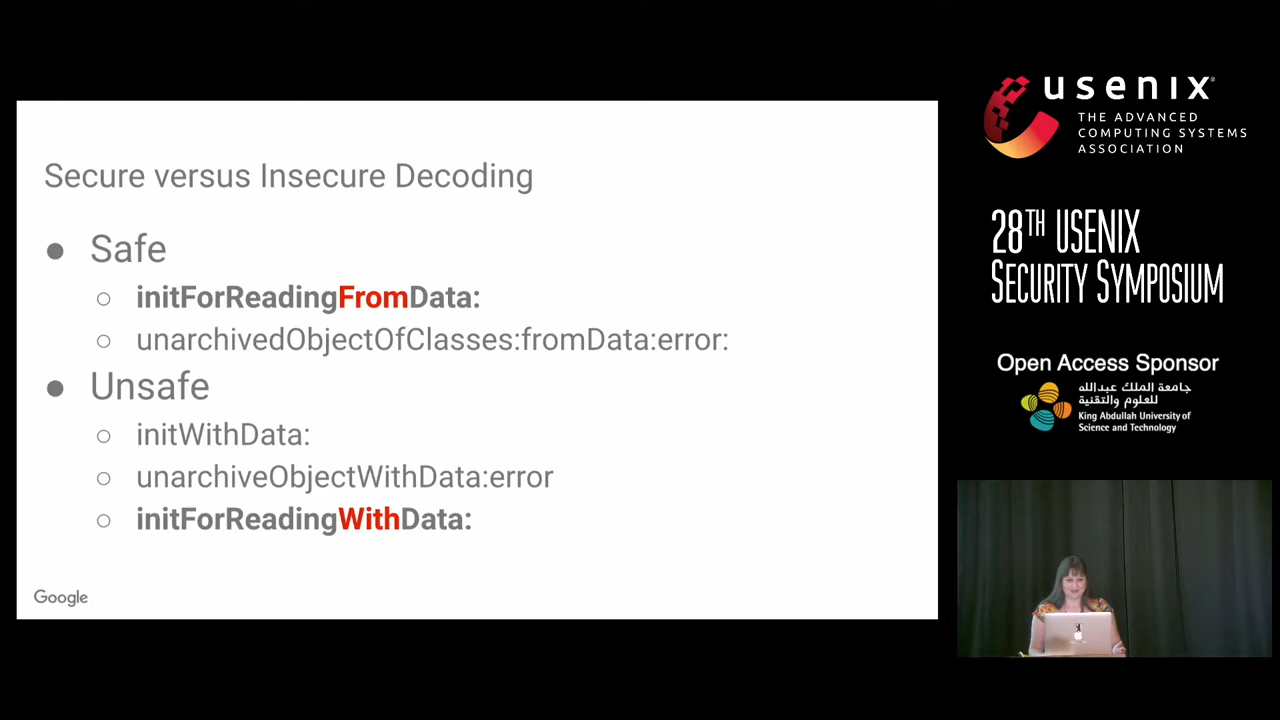 Secure versus Insecure Decoding
● Safe
○ initForReadingFromData:
○ unarchivedObjectOfClasses:fromData:error:
● Unsafe
○ initWithData:
○ unarchiveObjectWithData:error
○ initForReadingWithData:
Google
usenix
THE ADVANCED
COMPUTING SYSTEMS
ASSOCIATION
28TH USENIX
SECURITY SYMPOSIUM
Open Access Sponsor
جامعة الملك عبدالله
للعلوم والتقنية
King Abdullah University of
Science and Technology